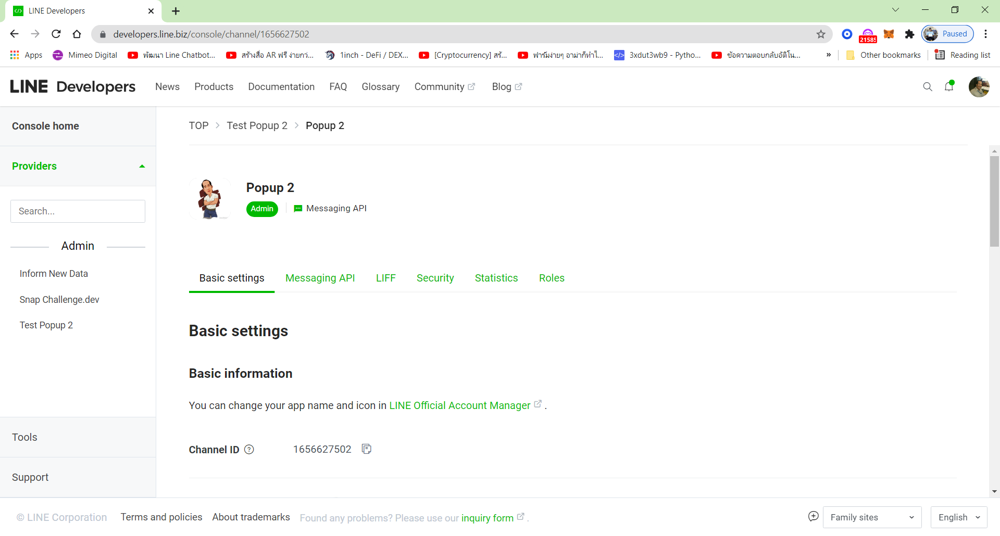 LINE Developers
developers.line.biz/console/channel/1656627502
21585
Paused
Apps
Mimeo Digital
พัฒนา Line Chatbot...
สร้างสื่อ AR ฟรี ง่ายกว่...
1inch - DeFi / DEX...
[Cryptocurrency] สรั...
ฟาร์มง่ายๆ อาม่าก็ทำไ...
3xdut3wb9 - Pytho...
ข้อความตอบกลับอัติโน...
»
Other bookmarks
Reading list
LINE Developers
News
Products
Documentation
FAQ
Glossary
Community
Blog
Console home
TOP > Test Popup 2 > Popup 2
Providers
Search...
Admin
Inform New Data
Snap Challenge.dev
Test Popup 2
Tools
Support
Popup 2
Admin
Messaging API
Basic settings
Messaging API
LIFF
Security
Statistics
Roles
Basic settings
Basic information
You can change your app name and icon in LINE Official Account Manager .
Channel ID ? 1656627502
© LINE Corporation
Terms and policies
About trademarks
Found any problems? Please use our inquiry form .
Family sites
English